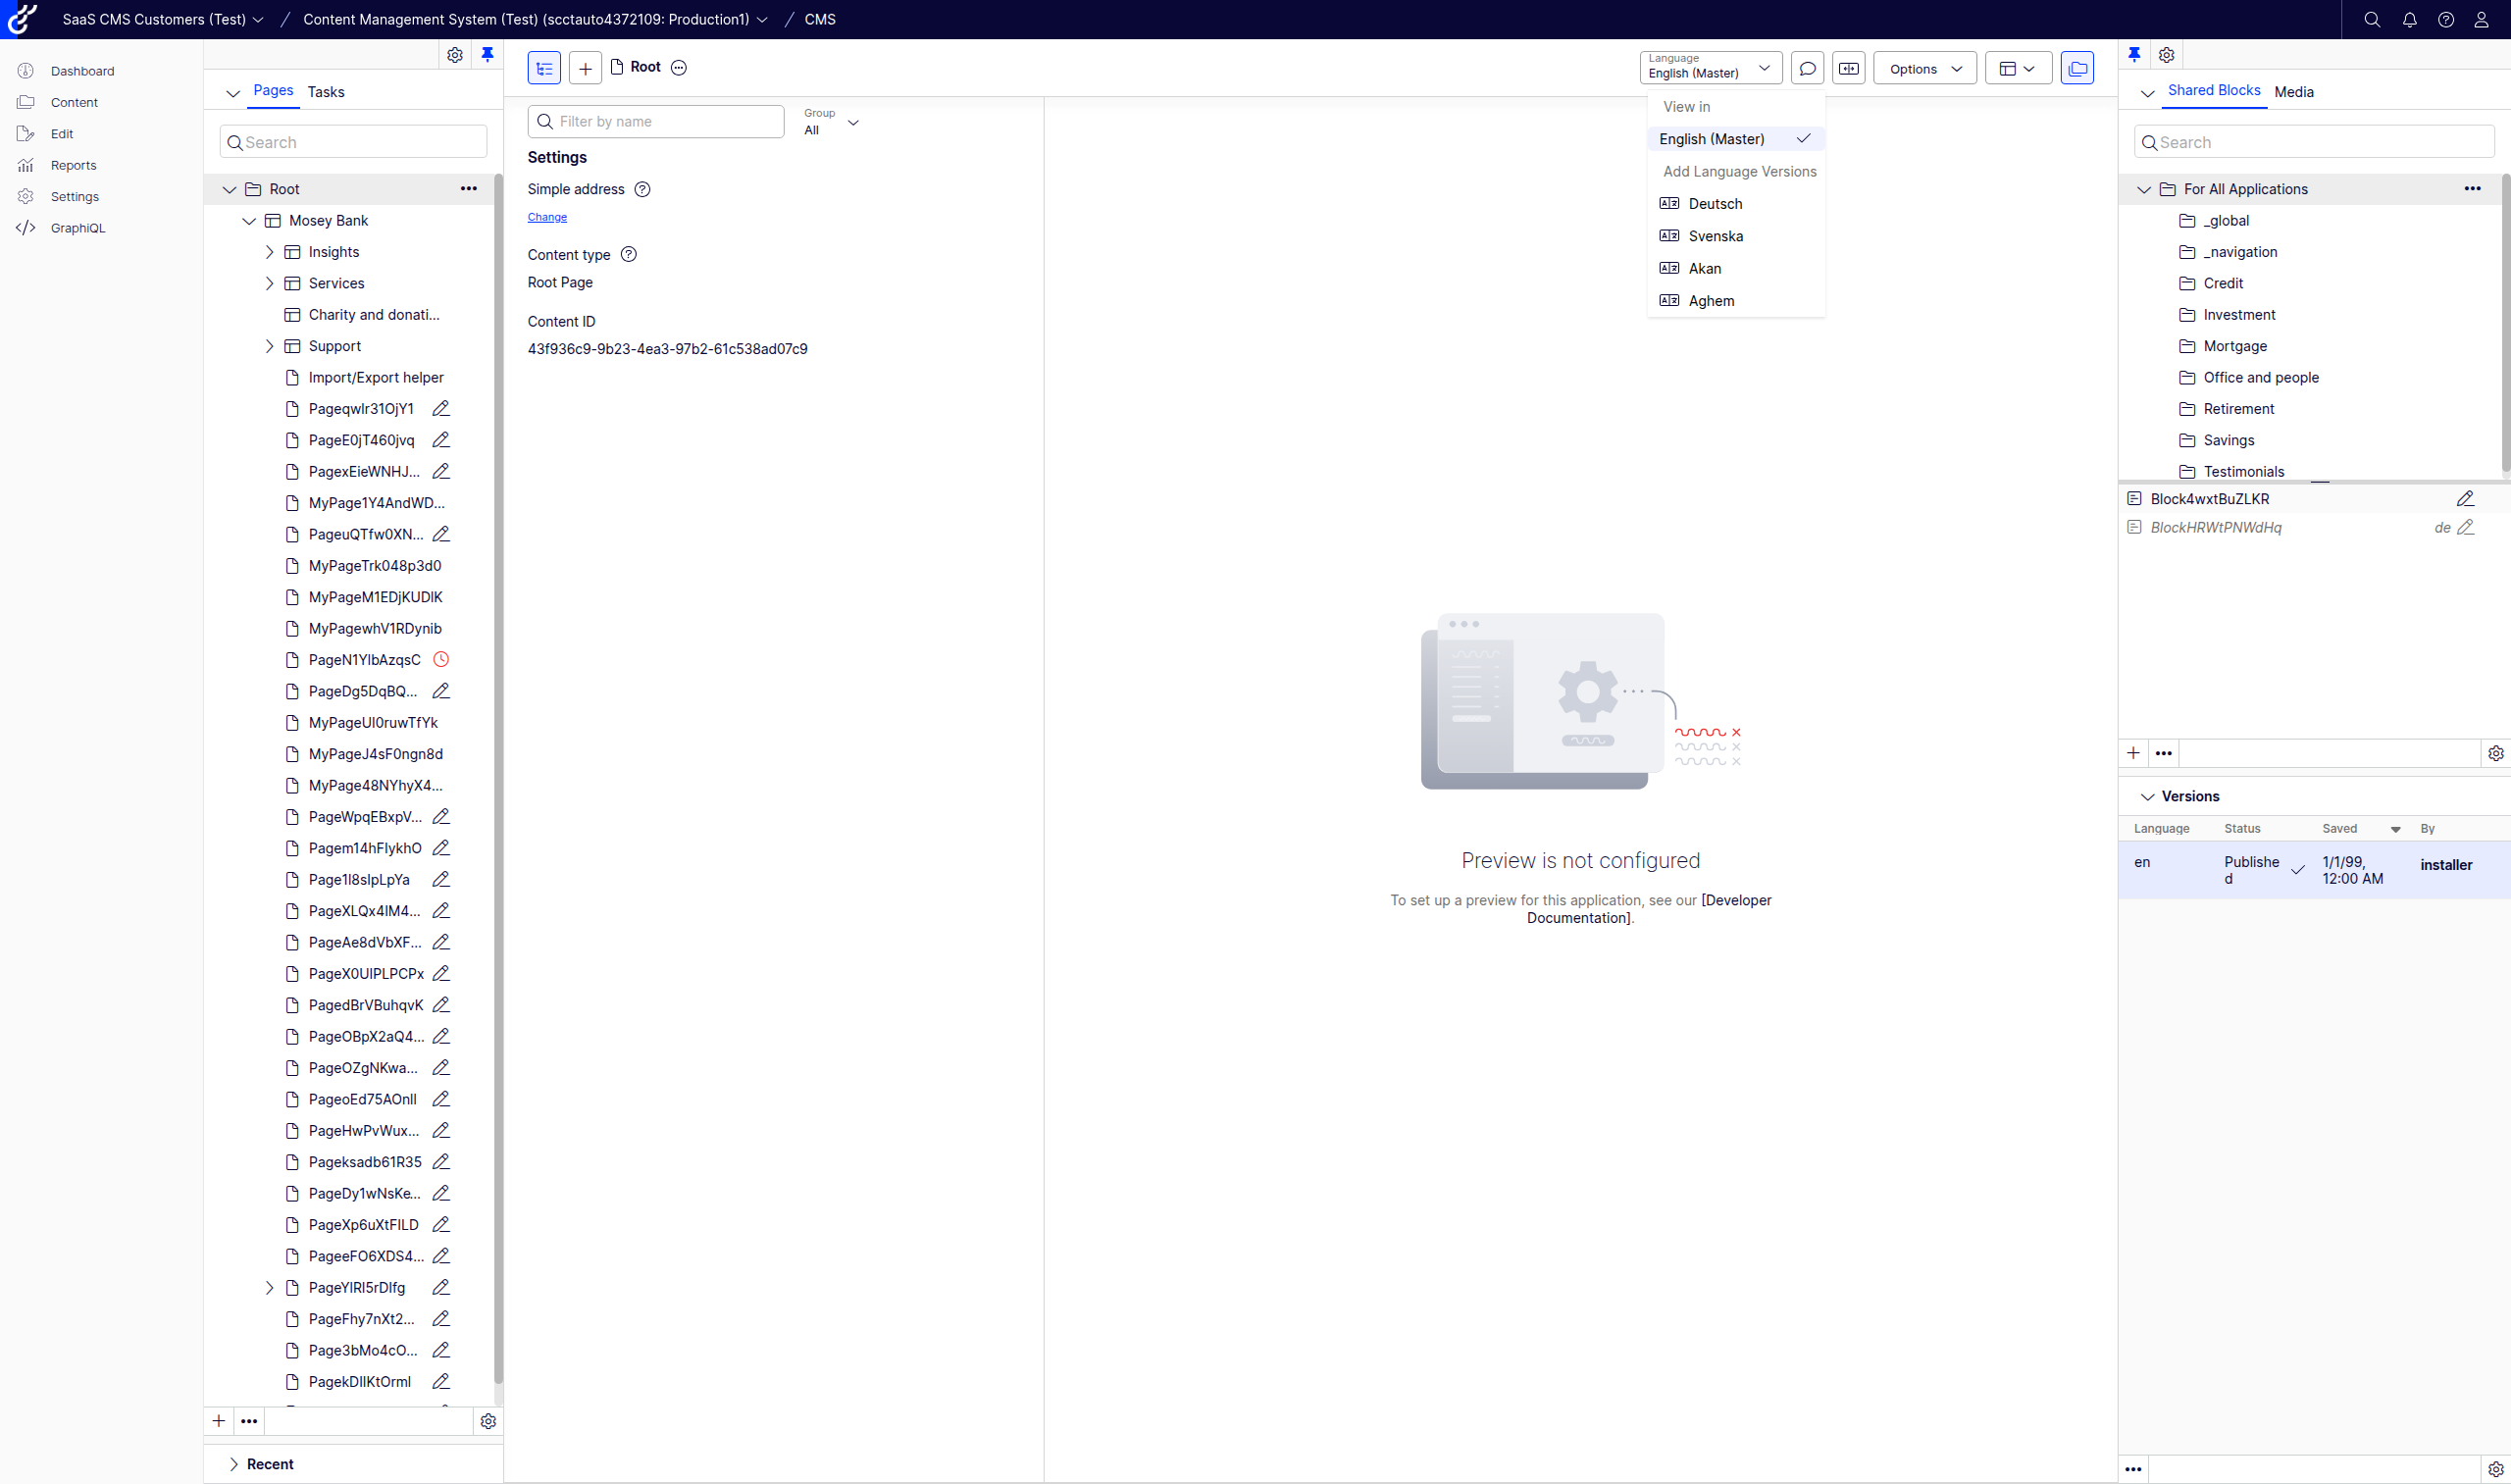 SaaS CMS Customers (Test) / Content Management System (Test) (scctauto4372109: Production1) / CMS
Dashboard
Content
Edit
Reports
Settings
GraphiQL
Pages Tasks
Search
Root
Mosey Bank
Insights
Services
Charity and donati...
Support
Import/Export helper
Pageqwlr31OjY1
PageE0jT460jvq
PagexEieWNHJ...
MyPage1Y4AndWD...
PageuQTfw0XN...
MyPageTrk048p3d0
MyPageM1EDjKUDlK
MyPagewhV1RDynib
PageN1YlbAzqsC
PageDg5DqBQ...
MyPageUl0ruwTfYk
MyPageJ4sF0ngn8d
MyPage48NYhyX4...
PageWpqEBxpV...
Pagem14hFlykhO
Page1l8slpLpYa
PageXLQx4lM4...
PageAe8dVbXF...
PageX0UlPLPCPx
PagedBrVBuhqvK
PageOBpX2aQ4...
PageOZgNKwa...
PageoEd75AOnll
PageHwPvWux...
Pageksadb61R35
PageDy1wNsKe...
PageXp6uXtFlLD
PageeFO6XDS4...
PageYlRl5rDlfg
PageFhy7nXt2...
Page3bMo4cO...
PagekDllKtOrml
Recent
Root
Filter by name
Group
All
Settings
Simple address
Change
Content type
Root Page
Content ID
43f936c9-9b23-4ea3-97b2-61c538ad07c9
Language
English (Master)
Options
View in
English (Master)
Add Language Versions
Deutsch
Svenska
Akan
Aghem
Preview is not configured
To set up a preview for this application, see our [Developer
Documentation].
Shared Blocks Media
Search
For All Applications
_global
_navigation
Credit
Investment
Mortgage
Office and people
Retirement
Savings
Testimonials
Block4wxtBuZLKR
BlockHRWtPNWdHq de
Versions
Language Status Saved By
en Publishe 1/1/99, installer
d 12:00 AM